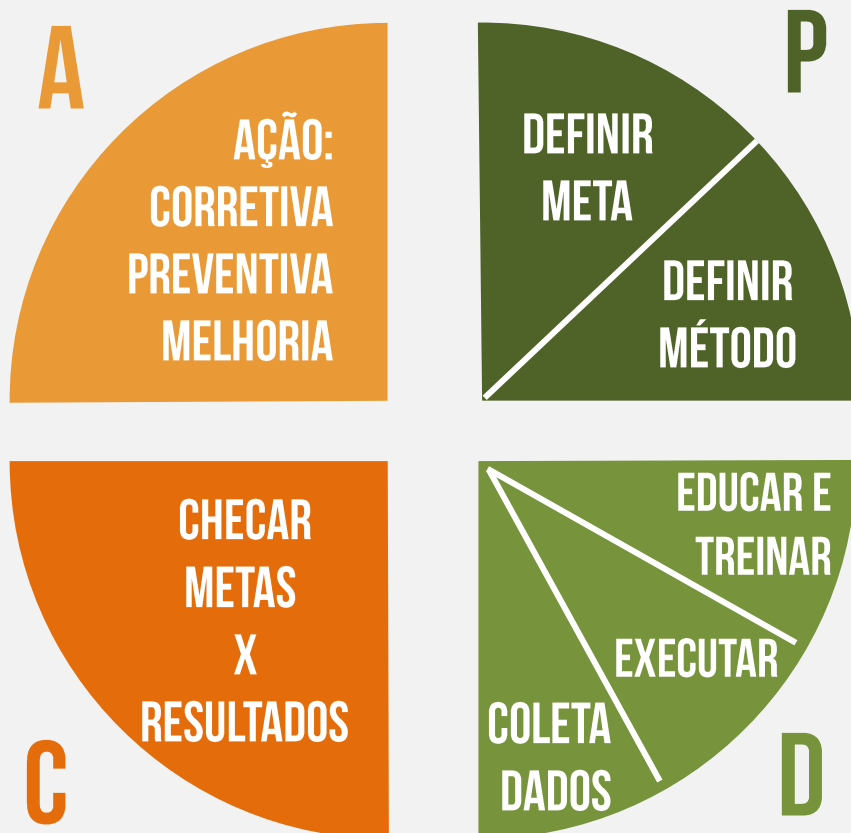 A
AÇÃO:
CORRETIVA
PREVENTIVA
MELHORIA
P
DEFINIR
META
DEFINIR
MÉTODO
CHECAR
METAS
X
RESULTADOS
C
EDUCAR E
TREINAR
EXECUTAR
COLETA
DADOS
D